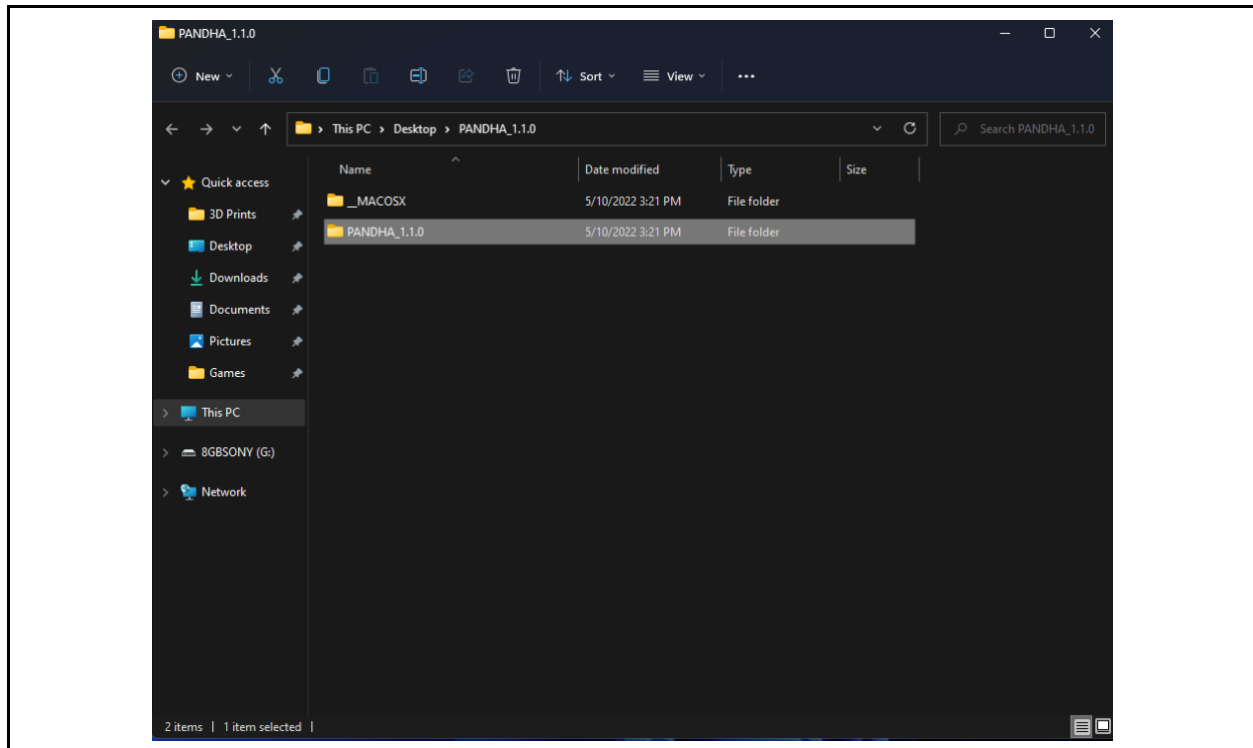 PANDHA_1.1.0
New
Sort
View
This PC > Desktop > PANDHA_1.1.0
Search PANDHA_1.1.0
Name Date modified Type Size
Quick access
3D Prints
Desktop
Downloads
Documents
Pictures
Games
This PC
8GBSONY (G:)
Network
__MACOSX 5/10/2022 3:21 PM File folder
PANDHA_1.1.0 5/10/2022 3:21 PM File folder
2 items | 1 item selected |